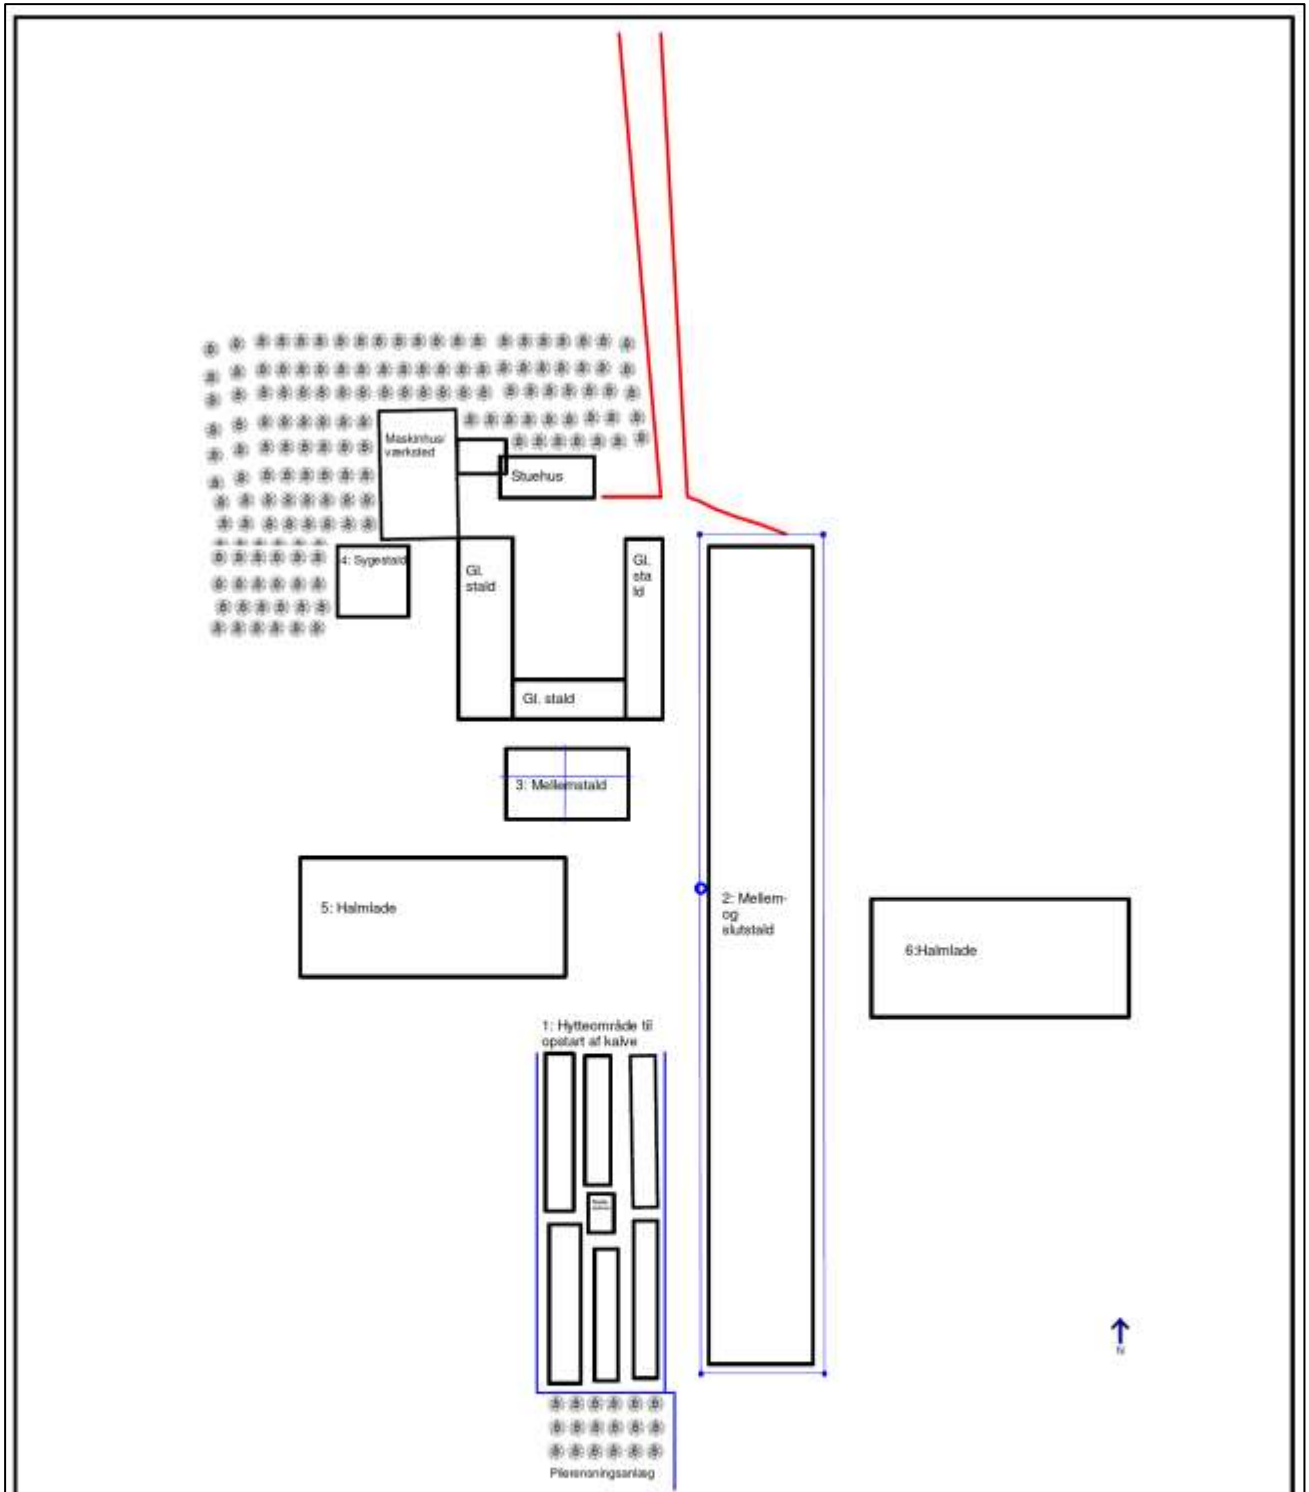 Maskinhus/
værksted
Stuehus
4: Sygestald
Gl.
stald
Gl.
sta
ld
Gl. stald
3: Mellemstald
5: Halmlade
2: Mellem-
og
slutstald
6:Halmlade
1: Hytteområde til
opstart af kalve
N
Pilerensningsanlæg